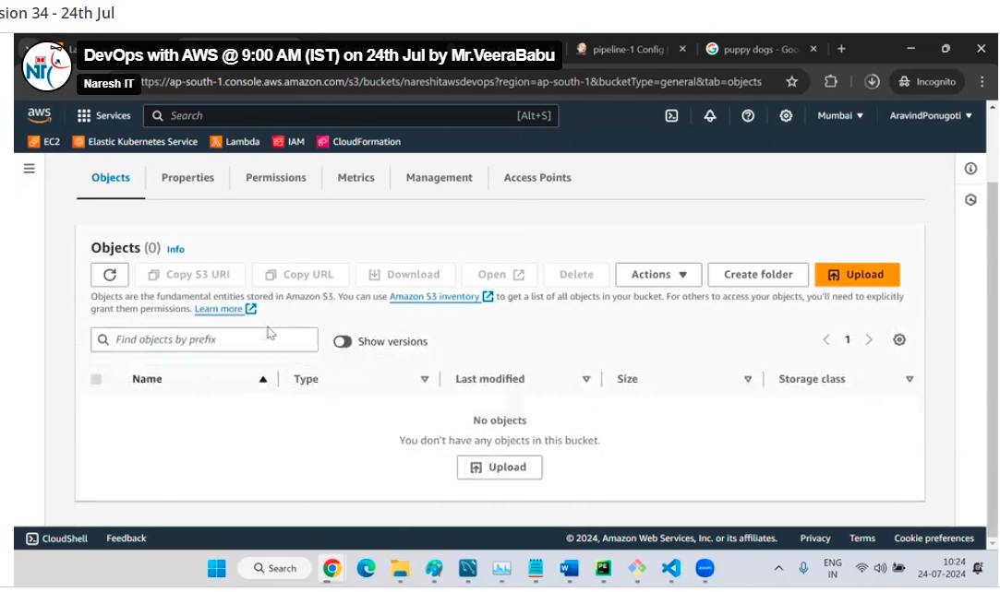 sion 34 - 24th Jul
DevOps with AWS @ 9:00 AM (IST) on 24th Jul by Mr.VeeraBabu
pipeline-1 Config
puppy dogs - Goo
Naresh IT
ttps://ap-south-1.console.aws.amazon.com/s3/buckets/nareshitawsdevops?region=ap-south-1&bucketType=general&tab=objects
Incognito
aws
Services
Search
[Alt+S]
Mumbai ▼
AravindPonugoti ▼
EC2
Elastic Kubernetes Service
Lambda
IAM
CloudFormation
Objects
Properties
Permissions
Metrics
Management
Access Points
Objects (0) Info
Copy S3 URI
Copy URL
Download
Open
Delete
Actions ▼
Create folder
Upload
Objects are the fundamental entities stored in Amazon S3. You can use Amazon S3 inventory to get a list of all objects in your bucket. For others to access your objects, you'll need to explicitly
grant them permissions. Learn more
Find objects by prefix
Show versions
1
Name
Type
Last modified
Size
Storage class
No objects
You don't have any objects in this bucket.
Upload
CloudShell
Feedback
© 2024, Amazon Web Services, Inc. or its affiliates.
Privacy
Terms
Cookie preferences
Search
ENG
IN
10:24
24-07-2024